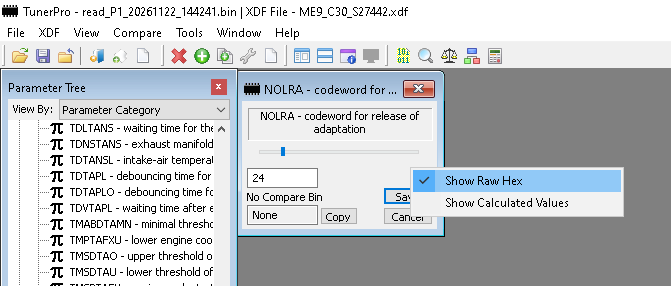 TunerPro - read_P1_20261122_144241.bin | XDF File - ME9_C30_S27442.xdf
File XDF View Compare Tools Window Help
Parameter Tree
View By: Parameter Category
TDLTANS - waiting time for the
TDNSTANS - exhaust manifold
TDTANSL - intake-air temperat
TDTAPL - debouncing time for
TDTAPLO - debouncing time fo
TDVTAPL - waiting time after e
TMABDTAMN - minimal thresho
TMPTAFXU - lower engine coo
TMSDTAO - upper threshold of
TMSDTAU - lower threshold of
NOLRA - codeword for ...
NOLRA - codeword for release of
adaptation
24
No Compare Bin
None
Copy
Sav
Cancel
Show Raw Hex
Show Calculated Values